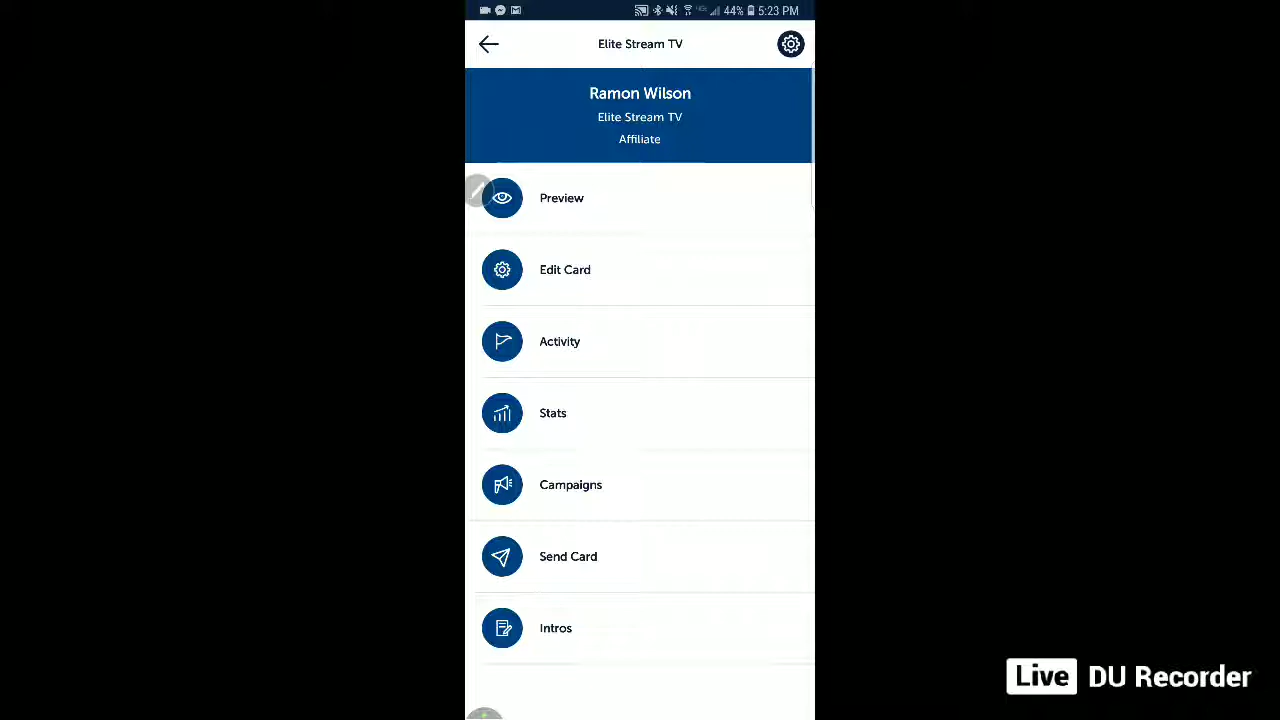 44% 5:23 PM
Elite Stream TV
Ramon Wilson
Elite Stream TV
Affiliate
Preview
Edit Card
Activity
Stats
Campaigns
Send Card
Intros
Live DU Recorder